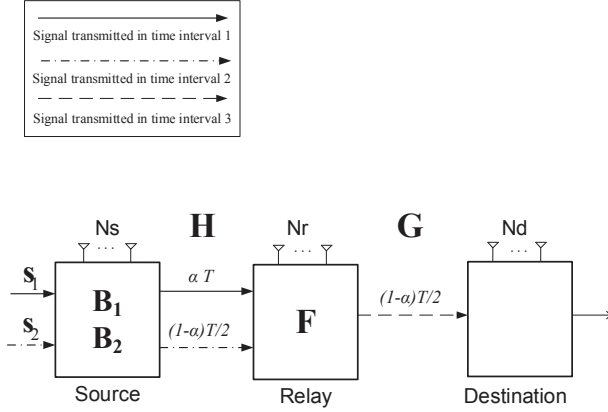 Signal transmitted in time interval 1
Signal transmitted in time interval 2
Signal transmitted in time interval 3
Ns H Nr G Nd
... ... ...
s1 B1 α T F (1-α)T/2
s2 B2 (1-α)T/2
Source Relay Destination